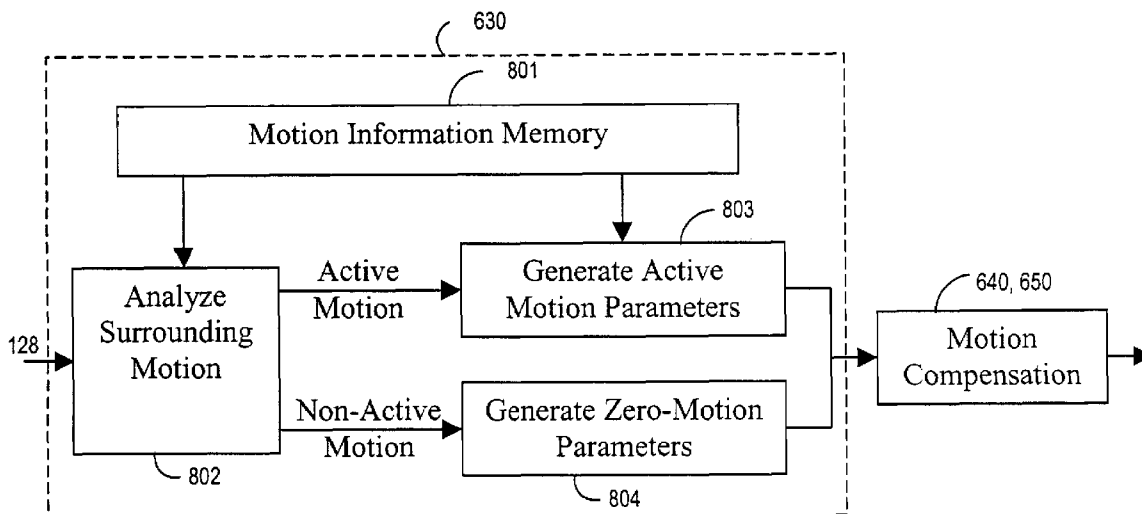 630
801
Motion Information Memory
803
Active
Motion
Generate Active
Motion Parameters
640, 650
Analyze
Surrounding
Motion
128
Motion
Compensation
Non-Active
Motion
Generate Zero-Motion
Parameters
802
804